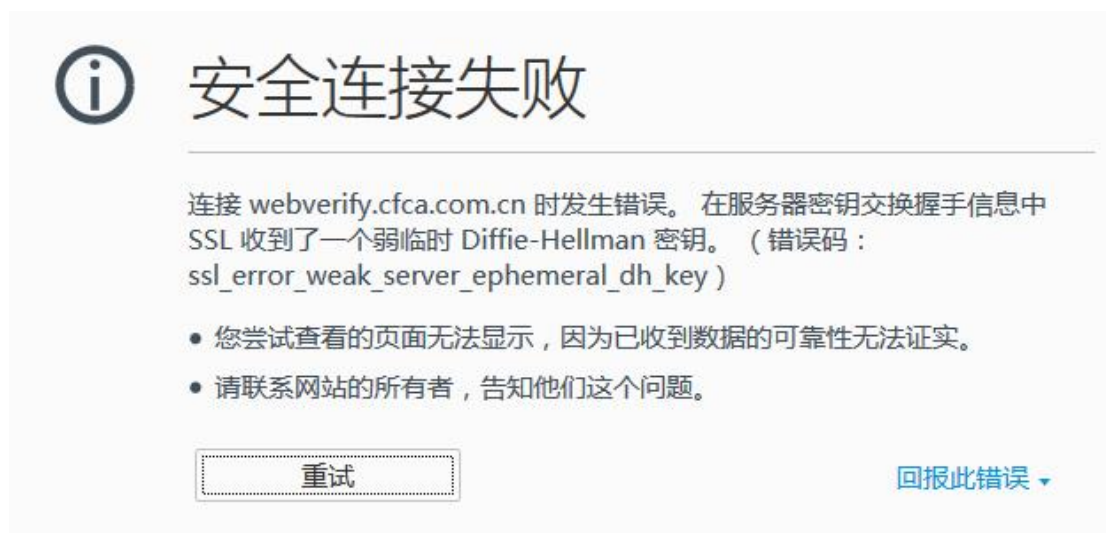 安全连接失败
连接 webverify.cfca.com.cn 时发生错误。 在服务器密钥交换握手信息中
SSL 收到了一个弱临时 Diffie-Hellman 密钥。 （错误码：
ssl_error_weak_server_ephemeral_dh_key）
• 您尝试查看的页面无法显示，因为已收到数据的可靠性无法证实。
• 请联系网站的所有者，告知他们这个问题。
重试
回报此错误